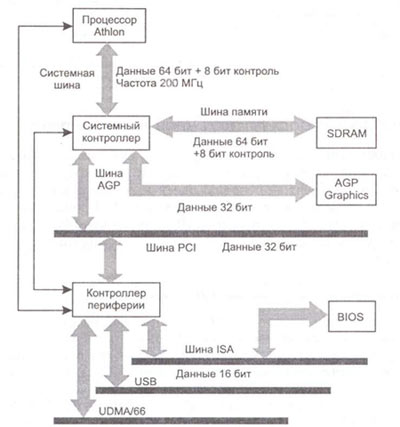 Процессор
Athlon
Системная
шина
Данные 64 бит + 8 бит контроль
Частота 200 МГц
Шина памяти
Системный
контроллер
SDRAM
Данные 64 бит
+8 бит контроль
Шина
AGP
AGP
Graphics
Данные 32 бит
Шина PCI
Данные 32 бит
Контроллер
периферии
BIOS
Шина ISA
Данные 16 бит
USB
UDMA/66